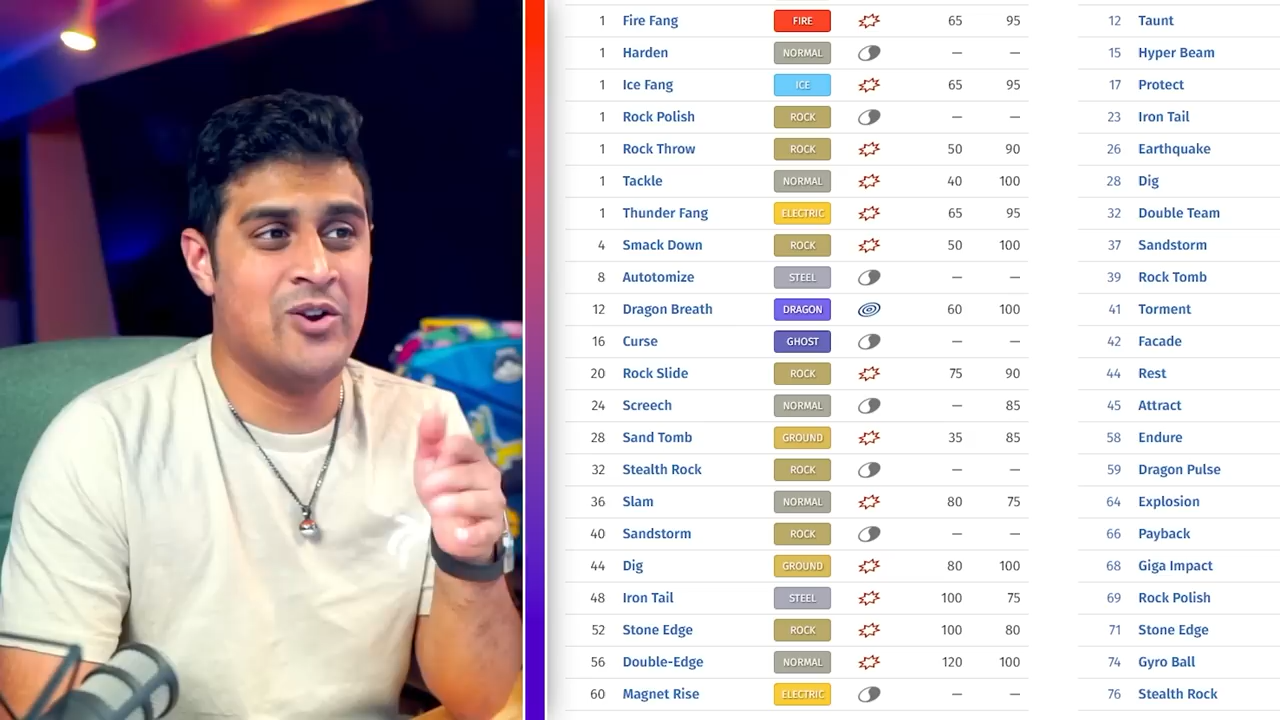 1 Fire Fang FIRE 65 95 12 Taunt
1 Harden NORMAL — — 15 Hyper Beam
1 Ice Fang ICE 65 95 17 Protect
1 Rock Polish ROCK — — 23 Iron Tail
1 Rock Throw ROCK 50 90 26 Earthquake
1 Tackle NORMAL 40 100 28 Dig
1 Thunder Fang ELECTRIC 65 95 32 Double Team
4 Smack Down ROCK 50 100 37 Sandstorm
8 Autotomize STEEL — — 39 Rock Tomb
12 Dragon Breath DRAGON 60 100 41 Torment
16 Curse GHOST — — 42 Facade
20 Rock Slide ROCK 75 90 44 Rest
24 Screech NORMAL — 85 45 Attract
28 Sand Tomb GROUND 35 85 58 Endure
32 Stealth Rock ROCK — — 59 Dragon Pulse
36 Slam NORMAL 80 75 64 Explosion
40 Sandstorm ROCK — — 66 Payback
44 Dig GROUND 80 100 68 Giga Impact
48 Iron Tail STEEL 100 75 69 Rock Polish
52 Stone Edge ROCK 100 80 71 Stone Edge
56 Double-Edge NORMAL 120 100 74 Gyro Ball
60 Magnet Rise ELECTRIC — — 76 Stealth Rock